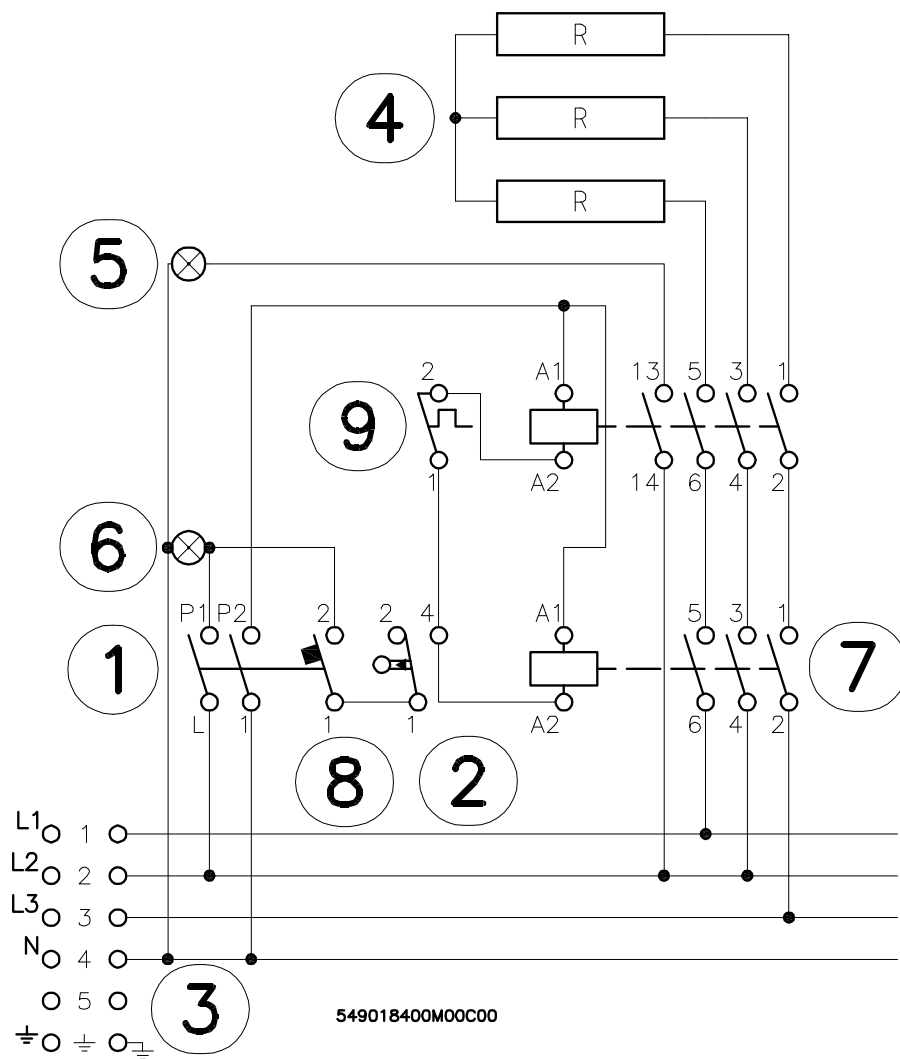 R
4 R
R
5
2 A1 13 5 3 1
9
1 A2 14 6 4 2
6
P1 P2 2 2 4 A1 5 3 1
1 7
L 1 1 1 A2 6 4 2
8 2
L1 1
L2 2
L3 3
N 4
5
3 549018400M00C00